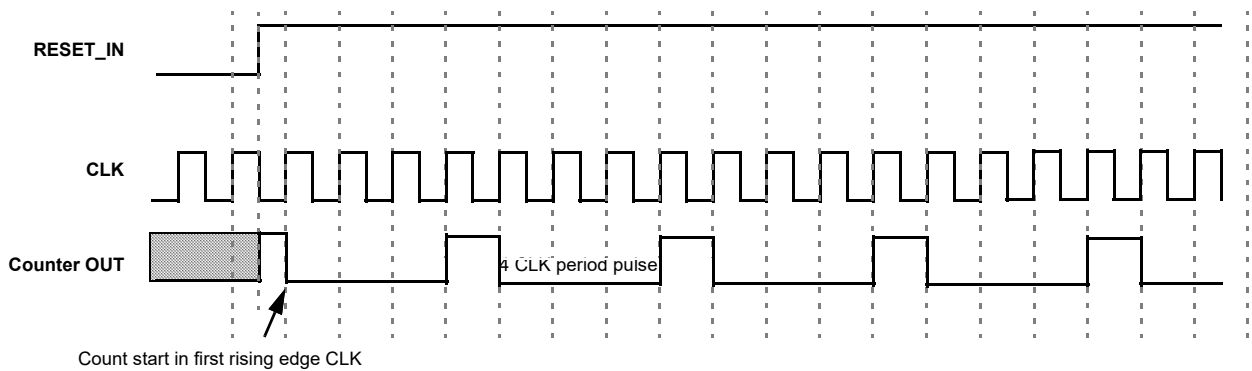 RESET_IN
CLK
Counter OUT
4 CLK period pulse
Count start in first rising edge CLK